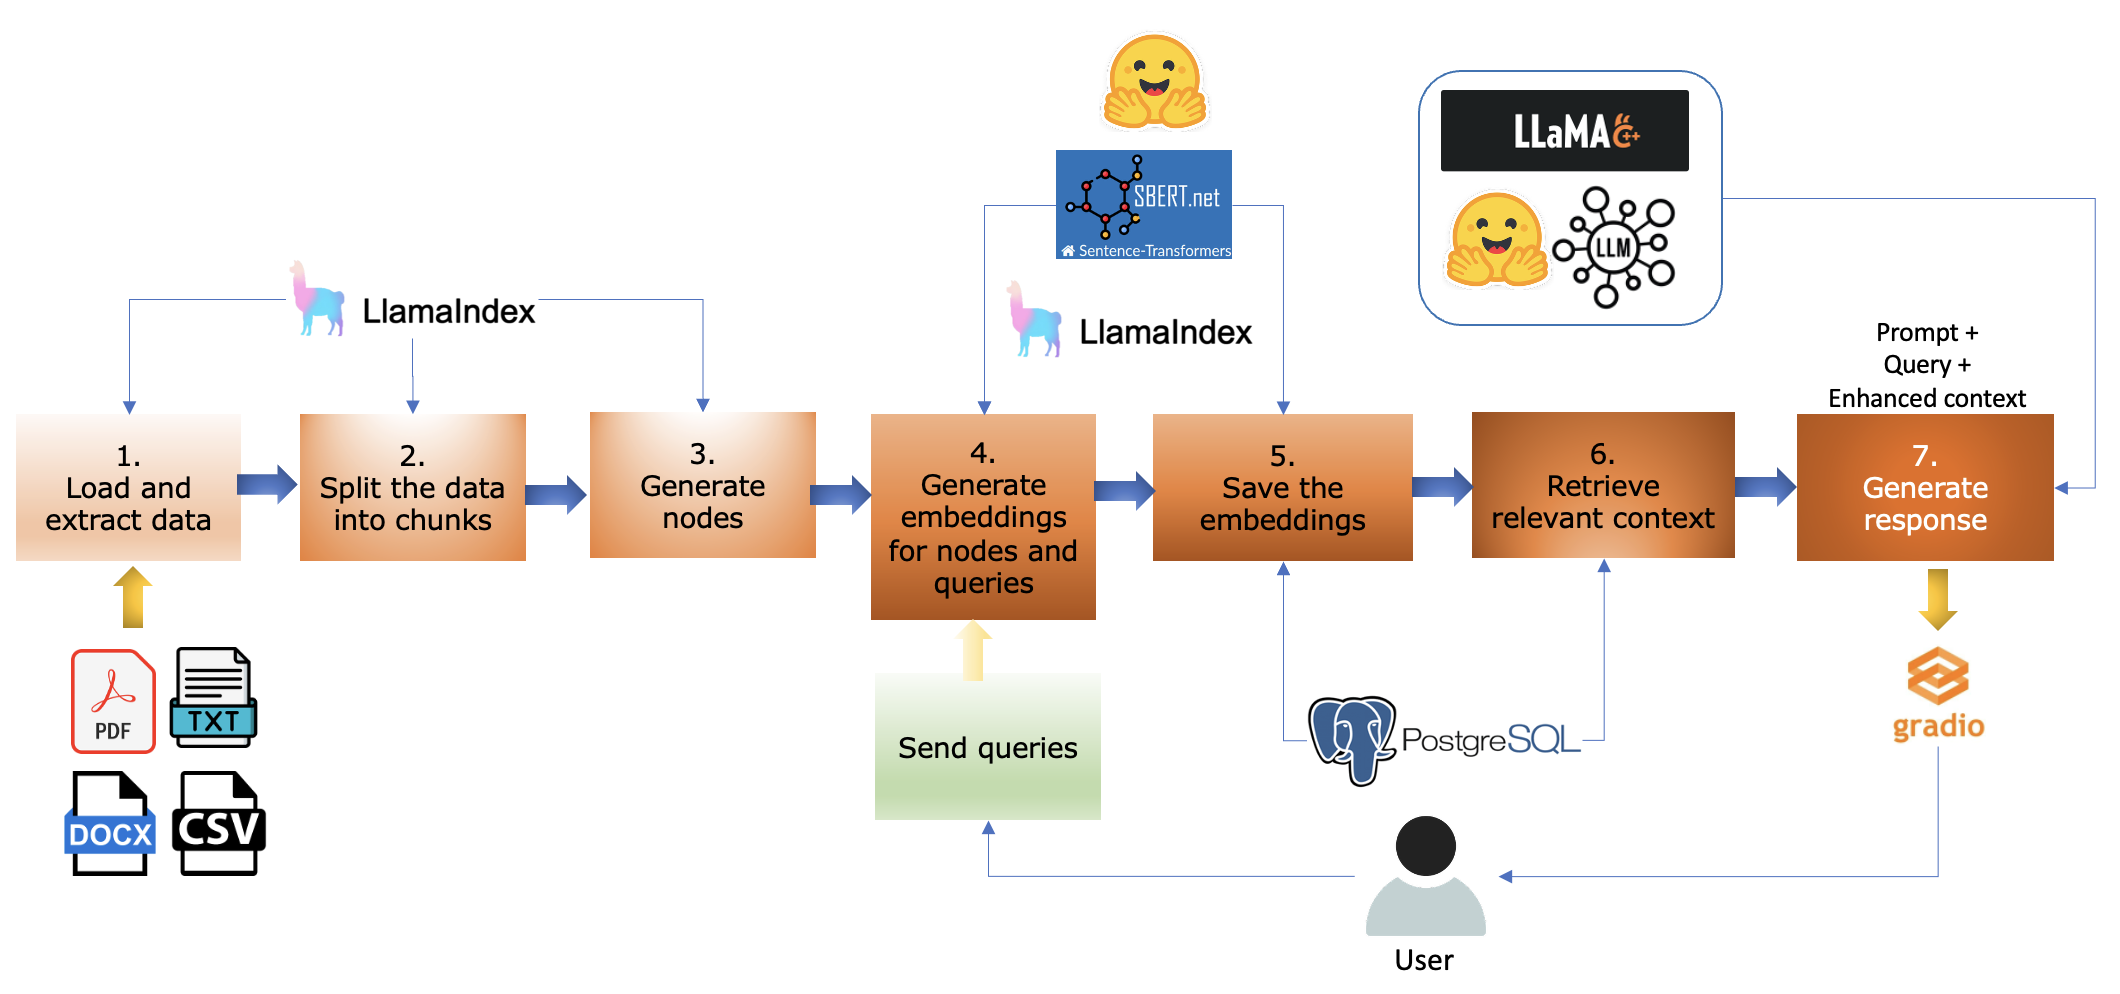 LLaMA C++
SBERT.net
Sentence-Transformers
LLM
LlamaIndex
LlamaIndex
Prompt +
Query +
Enhanced context
1.
Load and
extract data
2.
Split the data
into chunks
3.
Generate
nodes
4.
Generate
embeddings
for nodes and
queries
5.
Save the
embeddings
6.
Retrieve
relevant context
7.
Generate
response
PDF
TXT
DOCX
CSV
Send queries
PostgreSQL
gradio
User